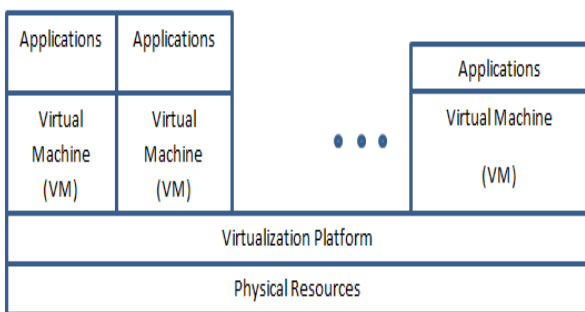 Applications
Applications
Applications
Virtual
Machine
(VM)
Virtual
Machine
(VM)
Virtual Machine
(VM)
Virtualization Platform
Physical Resources